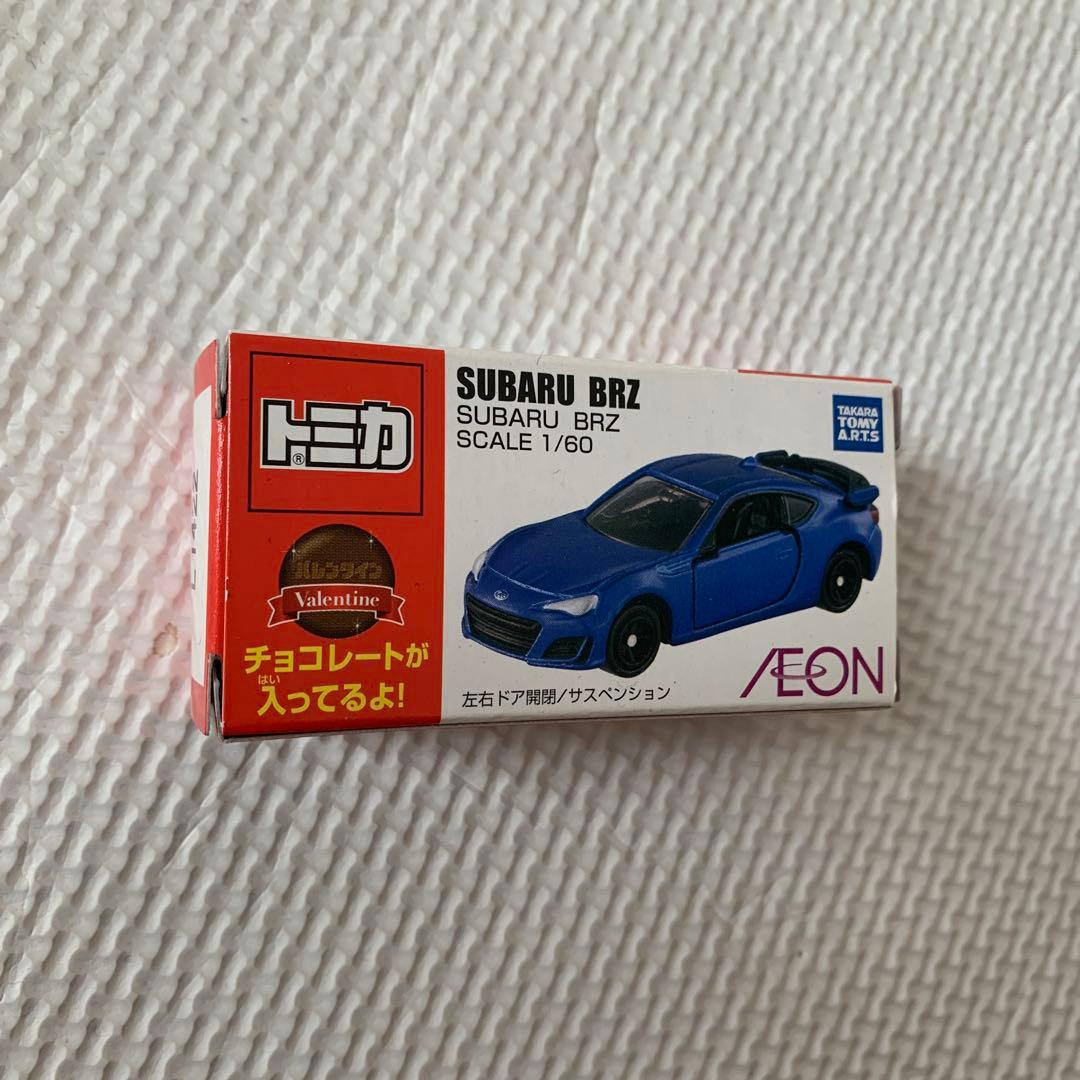 トミカ
®
バレンタイン
Valentine
チョコレートが
はい
入ってるよ!
SUBARU BRZ
SUBARU BRZ
SCALE 1/60
TAKARA
TOMY
A.R.T.S
左右ドア開閉/サスペンション
ÆON